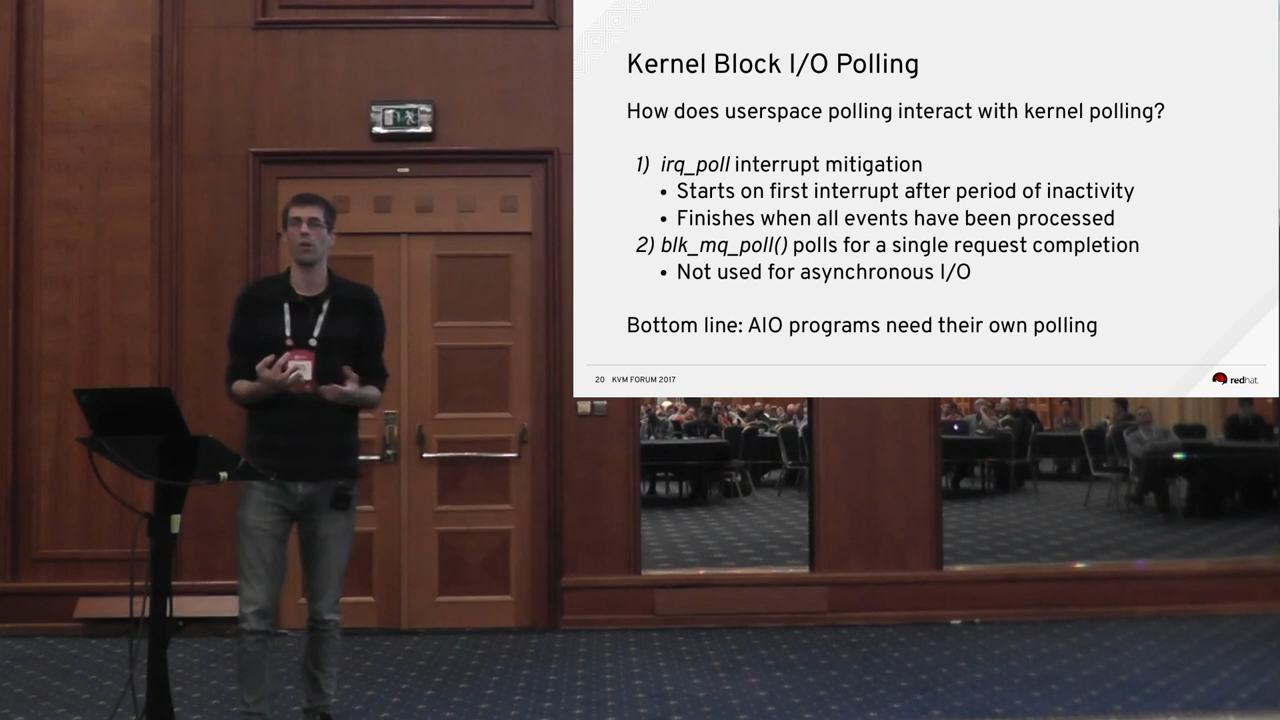 Kernel Block I/O Polling
How does userspace polling interact with kernel polling?
1) irq_poll interrupt mitigation
• Starts on first interrupt after period of inactivity
• Finishes when all events have been processed
2) blk_mq_poll() polls for a single request completion
• Not used for asynchronous I/O
Bottom line: AIO programs need their own polling
20 KVM FORUM 2017
redhat.